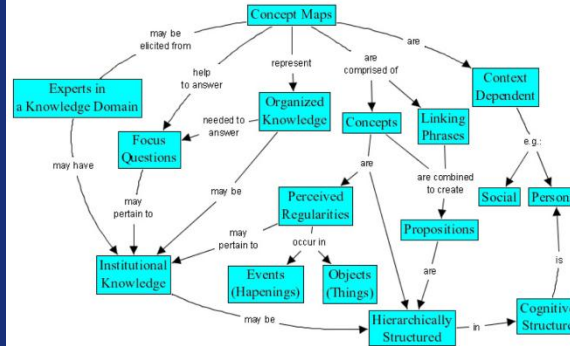 Concept Maps
may be
elicited from
help
to answer
represent
are
comprised of
are
Experts in
a Knowledge Domain
Context
Dependent
Organized
Knowledge
Linking
Phrases
Concepts
needed to
answer
Focus
Questions
e.g.:
may have
are
are combined
to create
may
pertain to
may be
Perceived
Regularities
Social
Person
may
pertain to
Propositions
occur in
Institutional
Knowledge
Events
(Hapenings)
Objects
(Things)
are
is
may be
Hierarchically
Structured
in
Cognitive
Structure